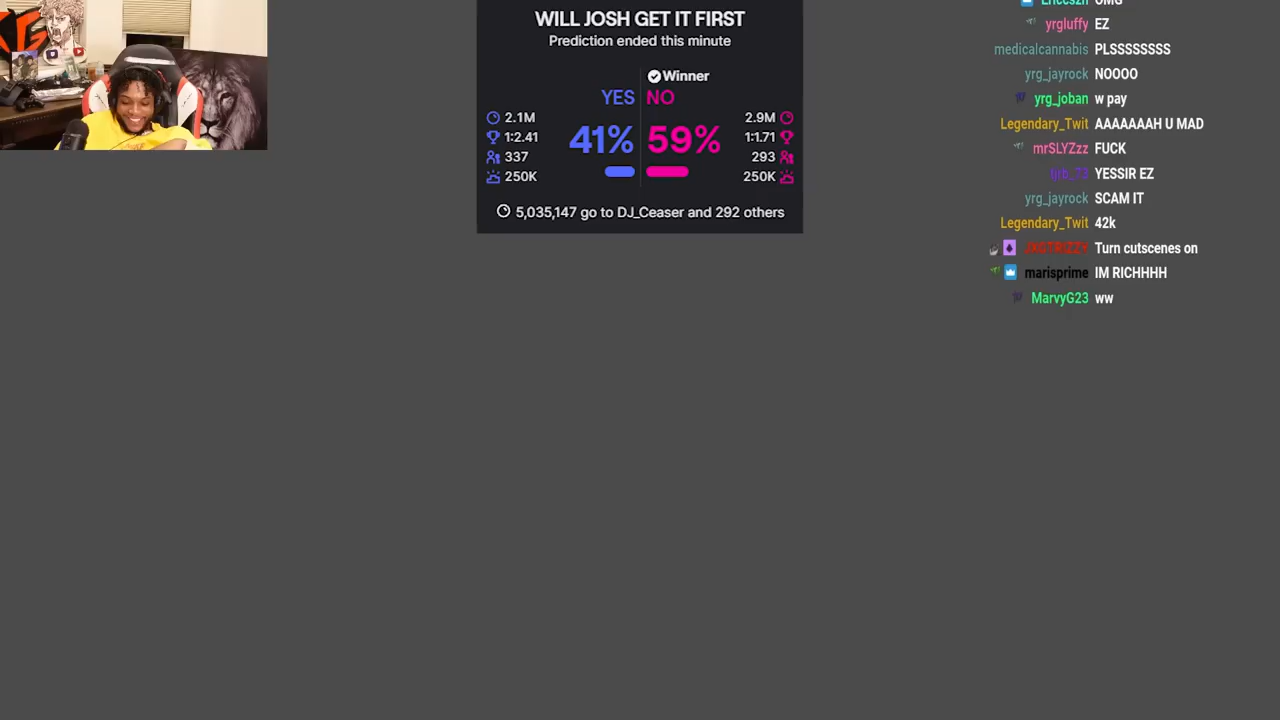 WILL JOSH GET IT FIRST
Prediction ended this minute
Winner
YES NO
2.1M
1:2.41
337
250K
41%
59%
2.9M
1:1.71
293
250K
5,035,147 go to DJ_Ceaser and 292 others
OMG
yrgluffy EZ
medicalcannabis PLSSSSSSSS
yrg_jayrock NOOOO
yrg_joban w pay
Legendary_Twit AAAAAAAH U MAD
mrSLYZzz FUCK
YESSIR EZ
yrg_jayrock SCAM IT
Legendary_Twit 42k
Turn cutscenes on
marisprime IM RICHHHH
MarvyG23 ww